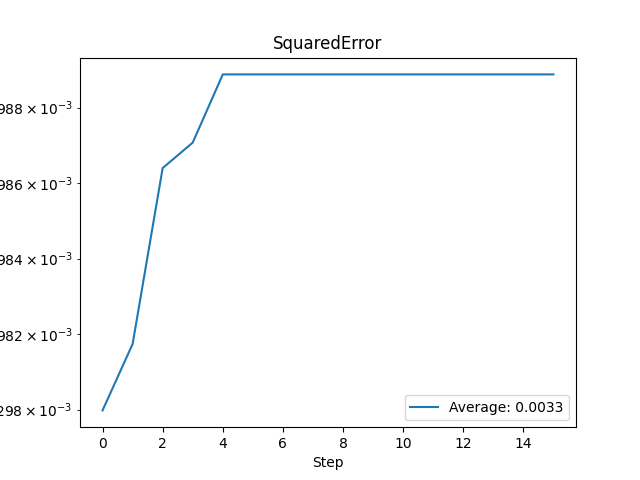 SquaredError
988 × 10⁻³
986 × 10⁻³
984 × 10⁻³
982 × 10⁻³
298 × 10⁻³
0 2 4 6 8 10 12 14
Step
Average: 0.0033